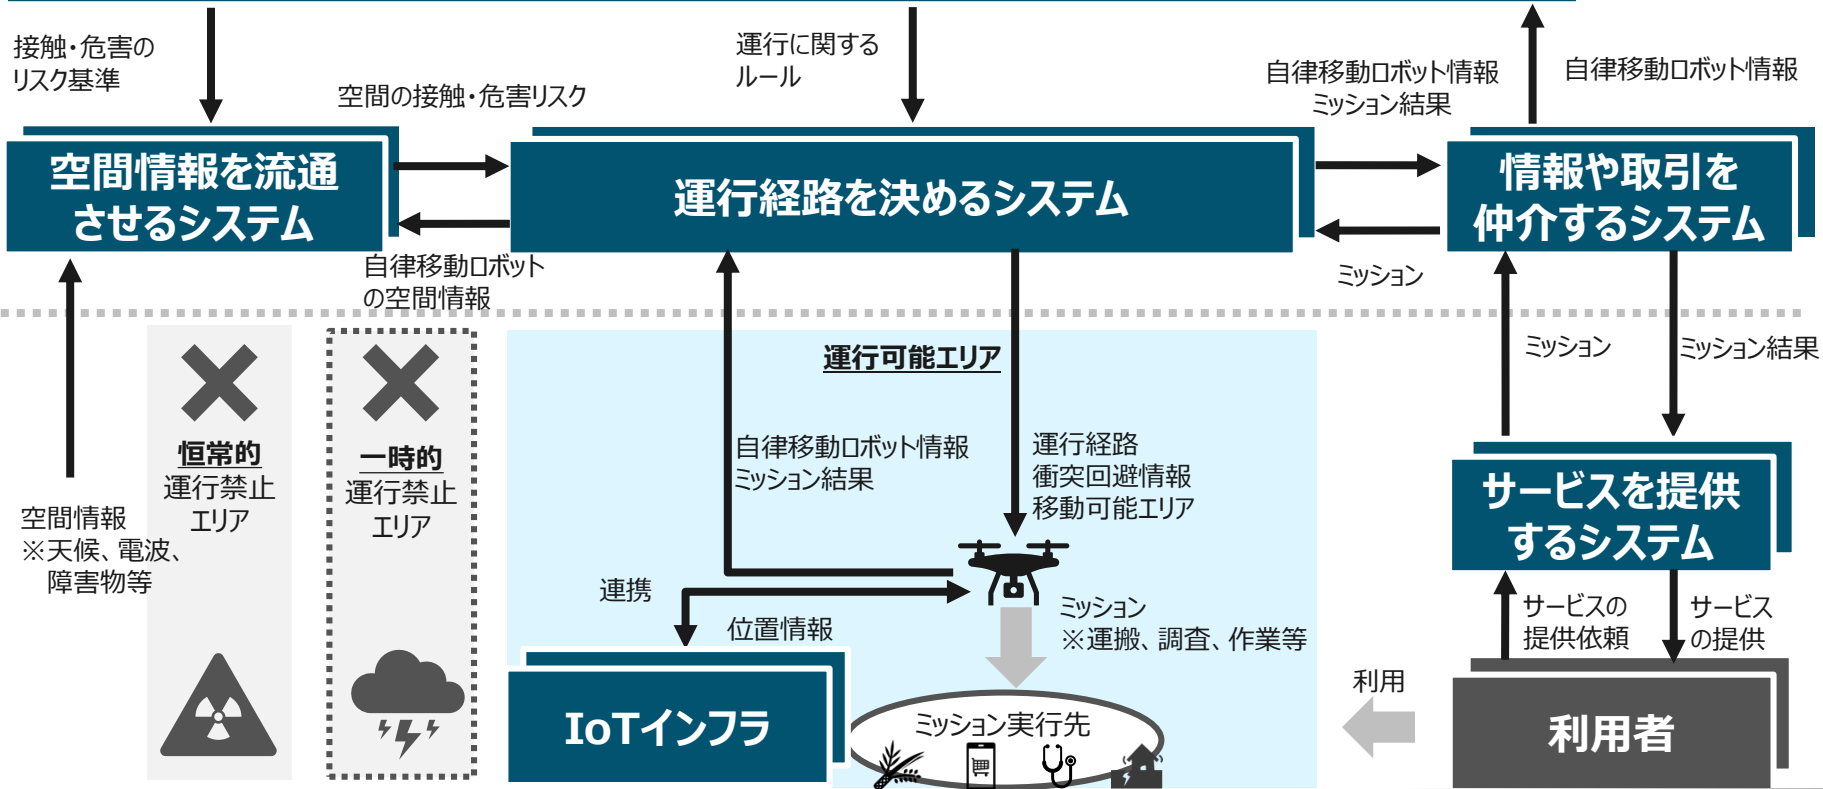 接触・危害の
リスク基準
運行に関する
ルール
自律移動ロボット情報
ミッション結果
自律移動ロボット情報
空間の接触・危害リスク
空間情報を流通
させるシステム
運行経路を決めるシステム
情報や取引を
仲介するシステム
自律移動ロボット
の空間情報
ミッション
運行可能エリア
ミッション
ミッション結果
恒常的
運行禁止
エリア
一時的
運行禁止
エリア
自律移動ロボット情報
ミッション結果
運行経路
衝突回避情報
移動可能エリア
空間情報
※天候、電波、
障害物等
サービスを提供
するシステム
連携
位置情報
ミッション
※運搬、調査、作業等
サービスの
提供依頼
サービス
の提供
IoTインフラ
ミッション実行先
利用
利用者